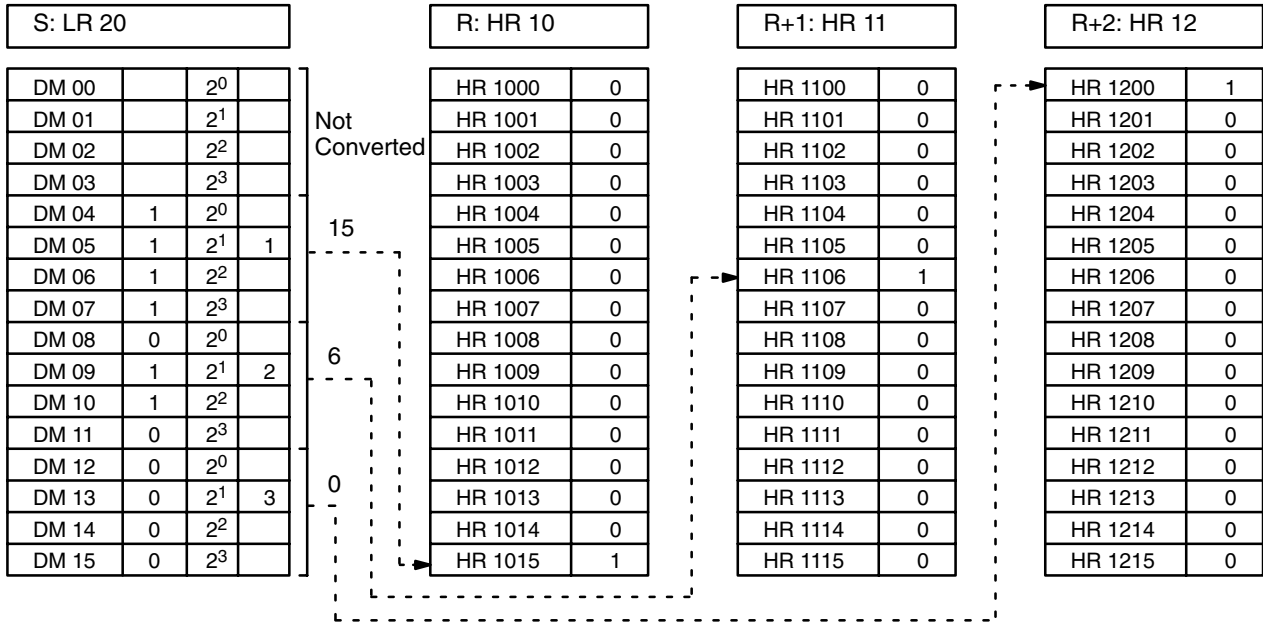 S: LR 20 R: HR 10 R+1: HR 11 R+2: HR 12
DM 00 2⁰ HR 1000 0 HR 1100 0 HR 1200 1
DM 01 2¹ Not HR 1001 0 HR 1101 0 HR 1201 0
DM 02 2² Converted HR 1002 0 HR 1102 0 HR 1202 0
DM 03 2³ HR 1003 0 HR 1103 0 HR 1203 0
DM 04 1 2⁰ 15 HR 1004 0 HR 1104 0 HR 1204 0
DM 05 1 2¹ 1 HR 1005 0 HR 1105 0 HR 1205 0
DM 06 1 2² HR 1006 0 HR 1106 1 HR 1206 0
DM 07 1 2³ HR 1007 0 HR 1107 0 HR 1207 0
DM 08 0 2⁰ HR 1008 0 HR 1108 0 HR 1208 0
DM 09 1 2¹ 2 6 HR 1009 0 HR 1109 0 HR 1209 0
DM 10 1 2² HR 1010 0 HR 1110 0 HR 1210 0
DM 11 0 2³ HR 1011 0 HR 1111 0 HR 1211 0
DM 12 0 2⁰ HR 1012 0 HR 1112 0 HR 1212 0
DM 13 0 2¹ 3 0 HR 1013 0 HR 1113 0 HR 1213 0
DM 14 0 2² HR 1014 0 HR 1114 0 HR 1214 0
DM 15 0 2³ HR 1015 1 HR 1115 0 HR 1215 0